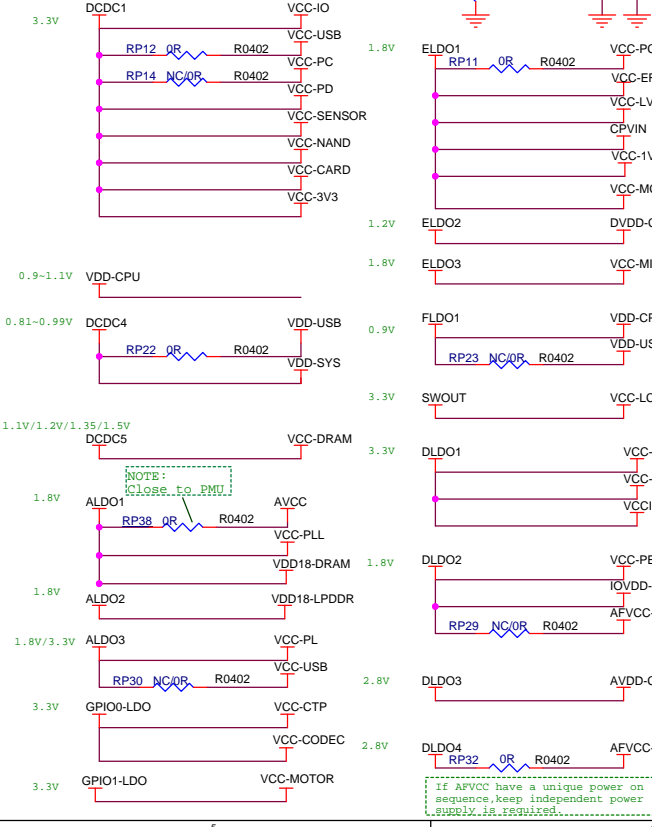 DCDC1
VCC-IO
3.3V
VCC-USB
RP12 0R R0402
VCC-PC
RP14 NC/0R R0402
VCC-PD
VCC-SENSOR
VCC-NAND
VCC-CARD
VCC-3V3
0.9~1.1V VDD-CPU
0.81~0.99V DCDC4
VDD-USB
RP22 0R R0402
VDD-SYS
1.1V/1.2V/1.35/1.5V
DCDC5
VCC-DRAM
NOTE:
Close to PMU
1.8V
ALDO1
AVCC
RP38 0R R0402
VCC-PLL
VDD18-DRAM
1.8V
ALDO2
VDD18-LPDDR
1.8V/3.3V ALDO3
VCC-PL
VCC-USB
RP30 NC/0R R0402
3.3V GPIO0-LDO
VCC-CTP
VCC-CODEC
3.3V GPIO1-LDO
VCC-MOTOR
1.8V ELDO1
RP11 0R R0402
CPVIN
1.2V ELDO2
1.8V ELDO3
0.9V FLDO1
RP23 NC/0R R0402
3.3V SWOUT
3.3V DLDO1
1.8V DLDO2
RP29 NC/0R R0402
2.8V DLDO3
2.8V DLDO4
RP32 0R R0402
If AFVCC have a unique power on
sequence,keep independent power
supply is required.